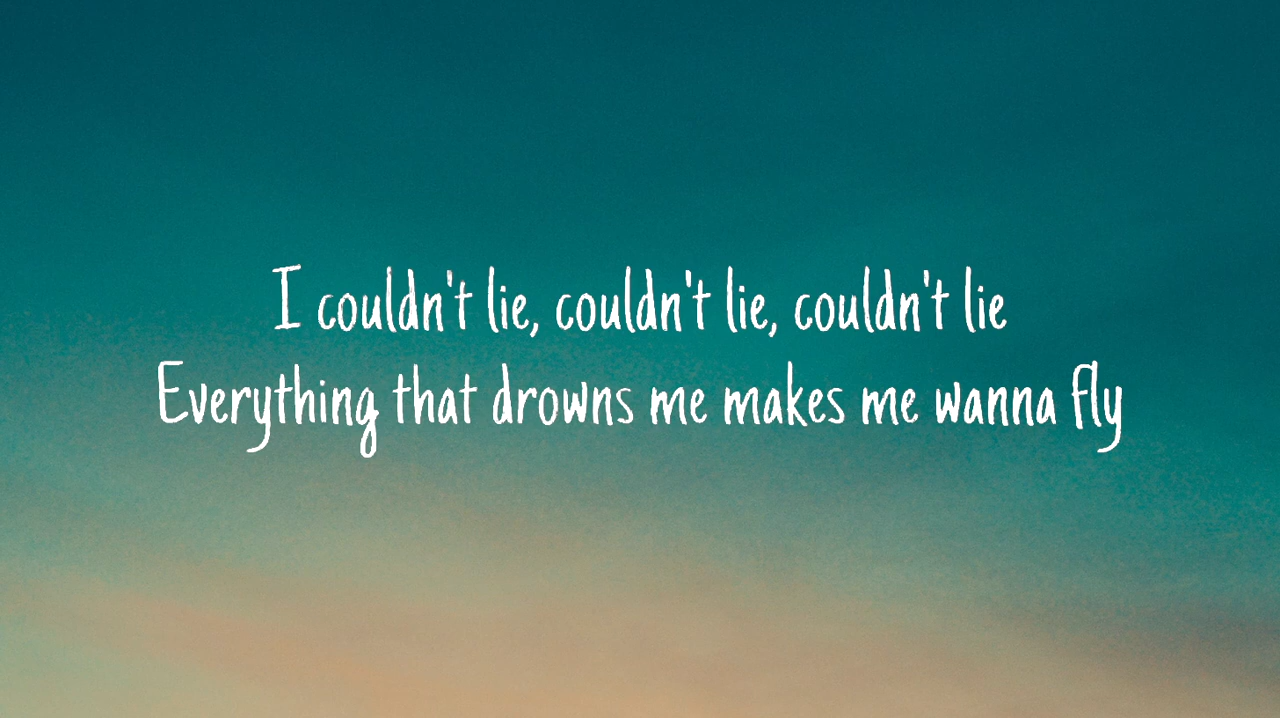 I couldn't lie, couldn't lie, couldn't lie
Everything that drowns me makes me wanna fly